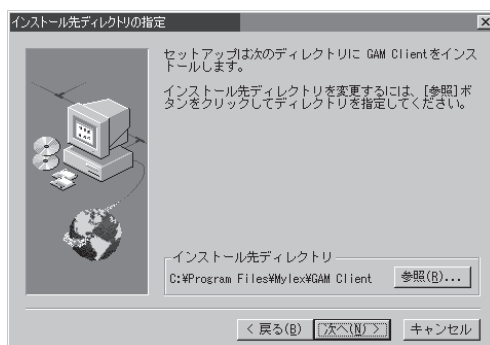 インストール先ディレクトリの指定
セットアップは次のディレクトリに GAM Clientをインス
トールします。
インストール先ディレクトリを変更するには、[参照]ボ
タンをクリックしてディレクトリを指定してください。
インストール先ディレクトリ
C:¥Program Files¥Mylex¥GAM Client
参照(R)...
< 戻る(B)
次へ(N) >
キャンセル